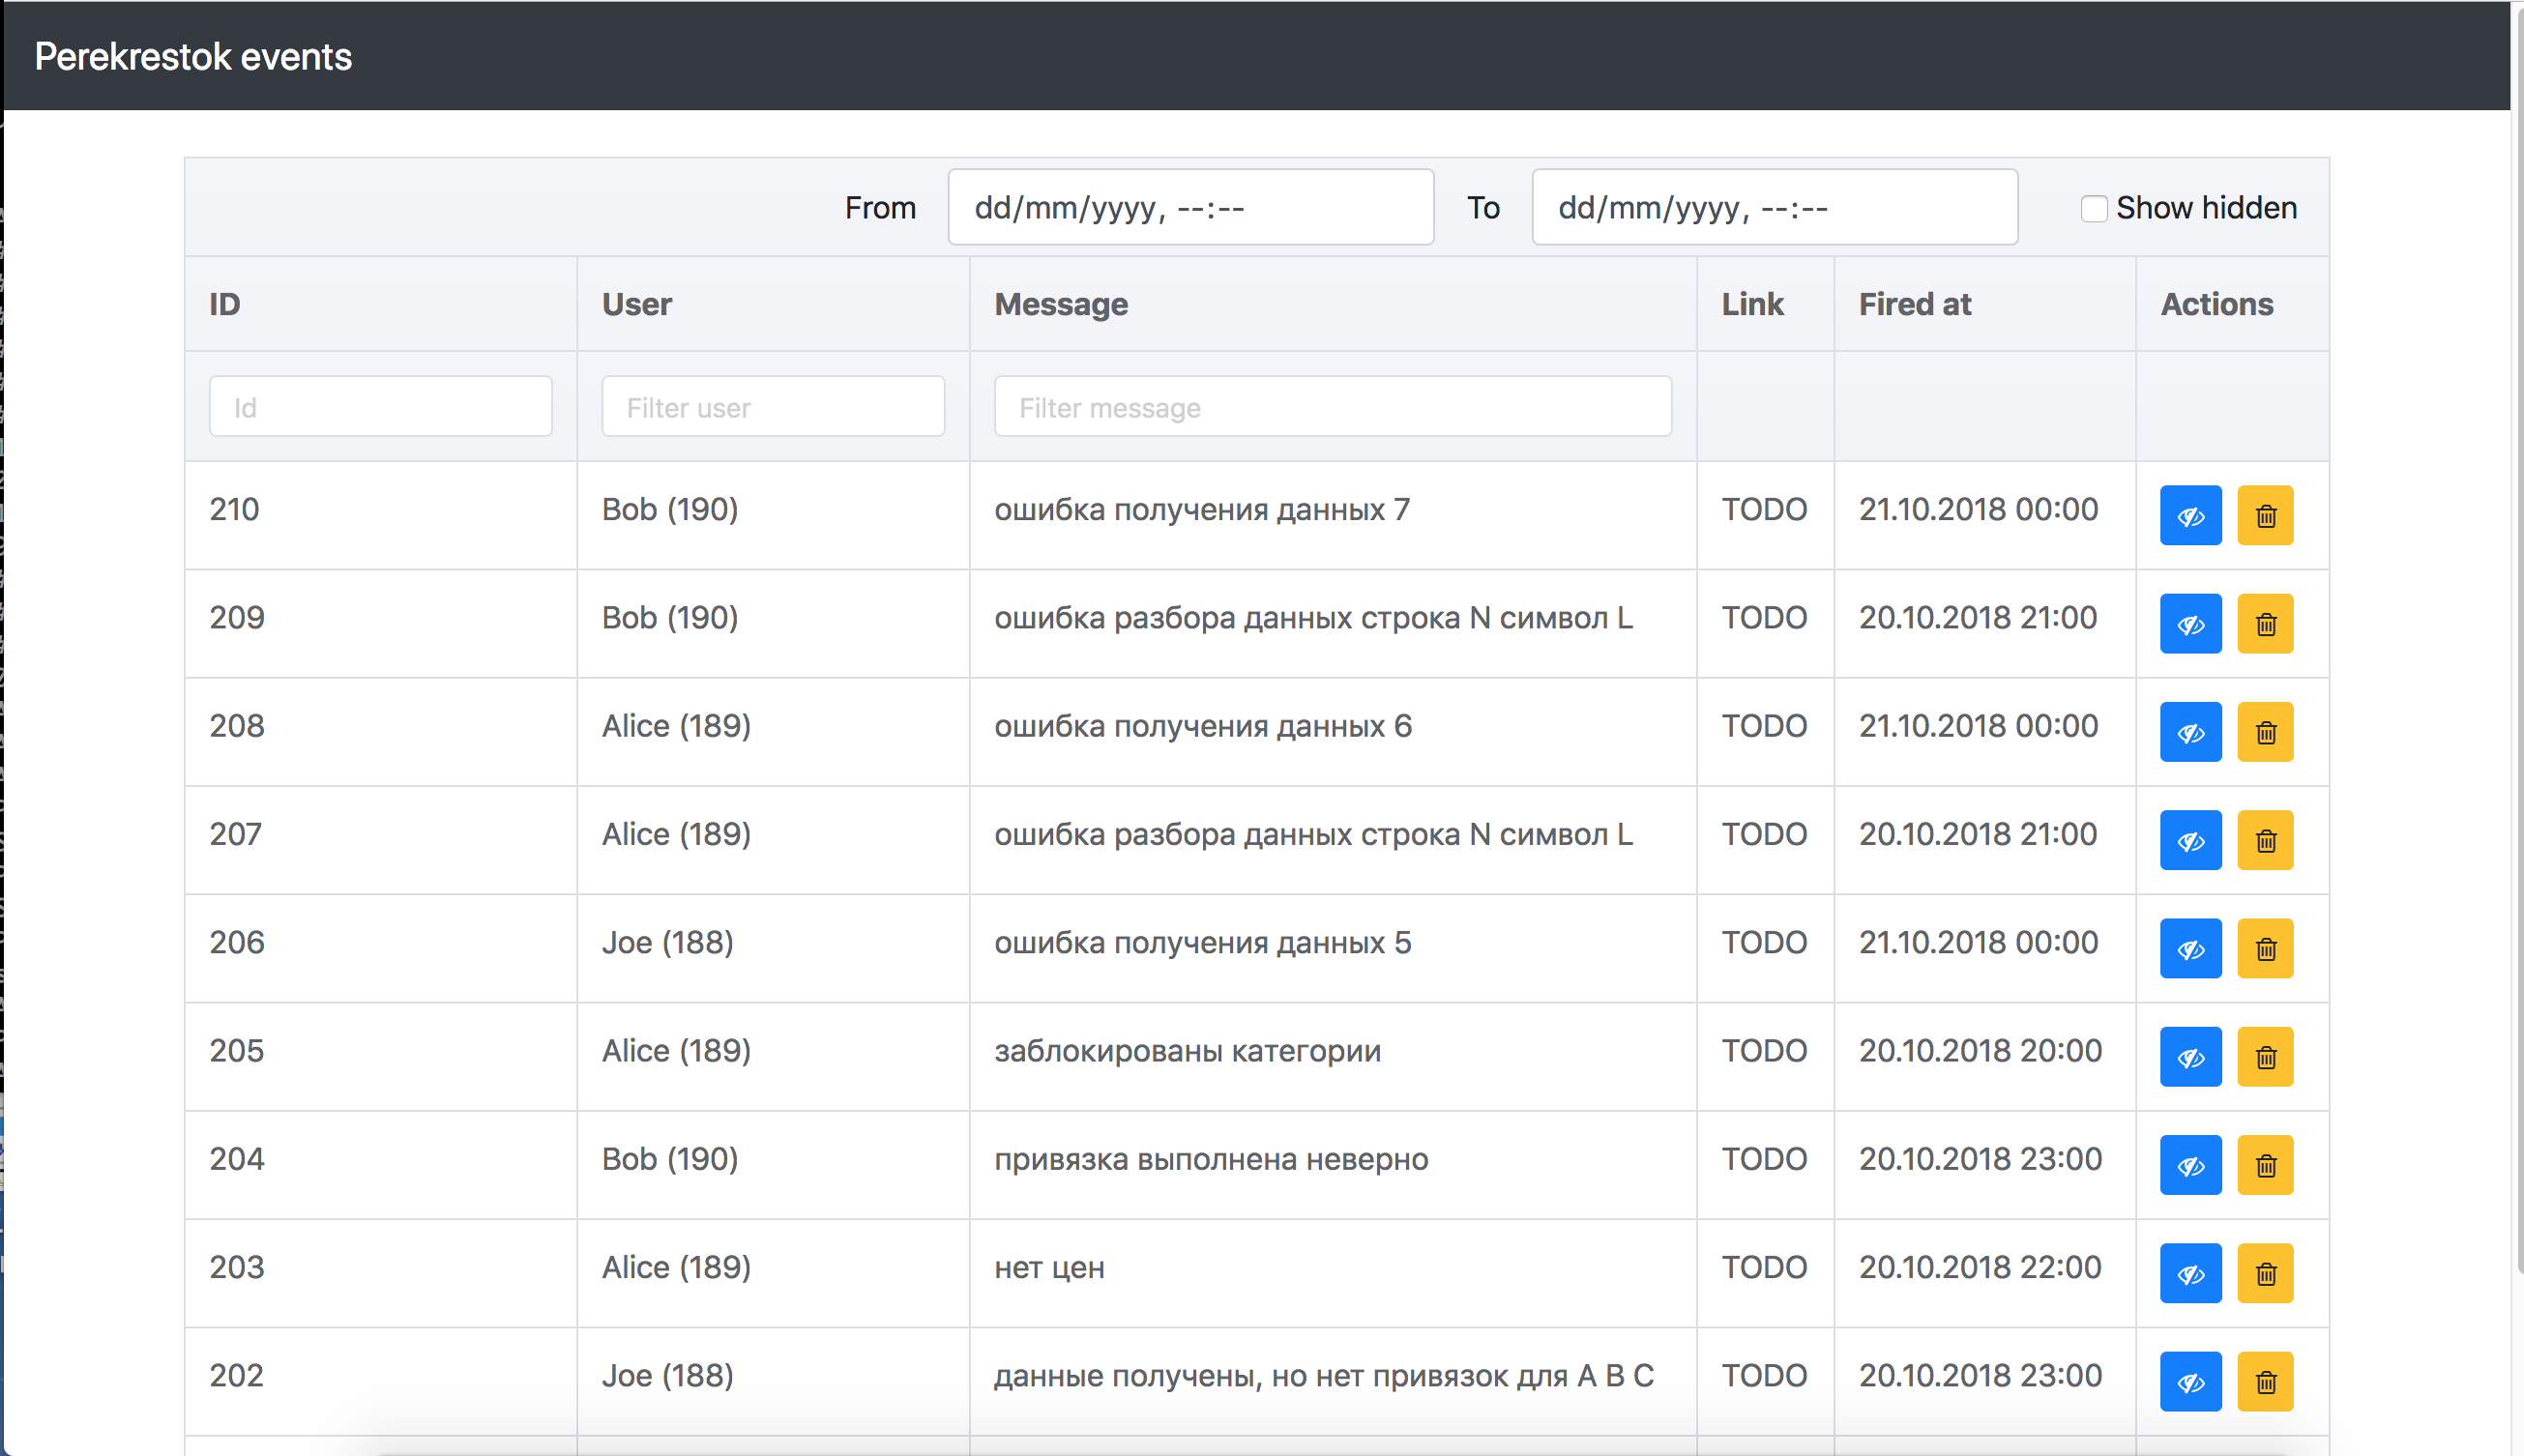 Perekrestok events
From dd/mm/yyyy, --:-- To dd/mm/yyyy, --:-- Show hidden
ID User Message Link Fired at Actions
Id Filter user Filter message
210 Bob (190) ошибка получения данных 7 TODO 21.10.2018 00:00
209 Bob (190) ошибка разбора данных строка N символ L TODO 20.10.2018 21:00
208 Alice (189) ошибка получения данных 6 TODO 21.10.2018 00:00
207 Alice (189) ошибка разбора данных строка N символ L TODO 20.10.2018 21:00
206 Joe (188) ошибка получения данных 5 TODO 21.10.2018 00:00
205 Alice (189) заблокированы категории TODO 20.10.2018 20:00
204 Bob (190) привязка выполнена неверно TODO 20.10.2018 23:00
203 Alice (189) нет цен TODO 20.10.2018 22:00
202 Joe (188) данные получены, но нет привязок для A B C TODO 20.10.2018 23:00